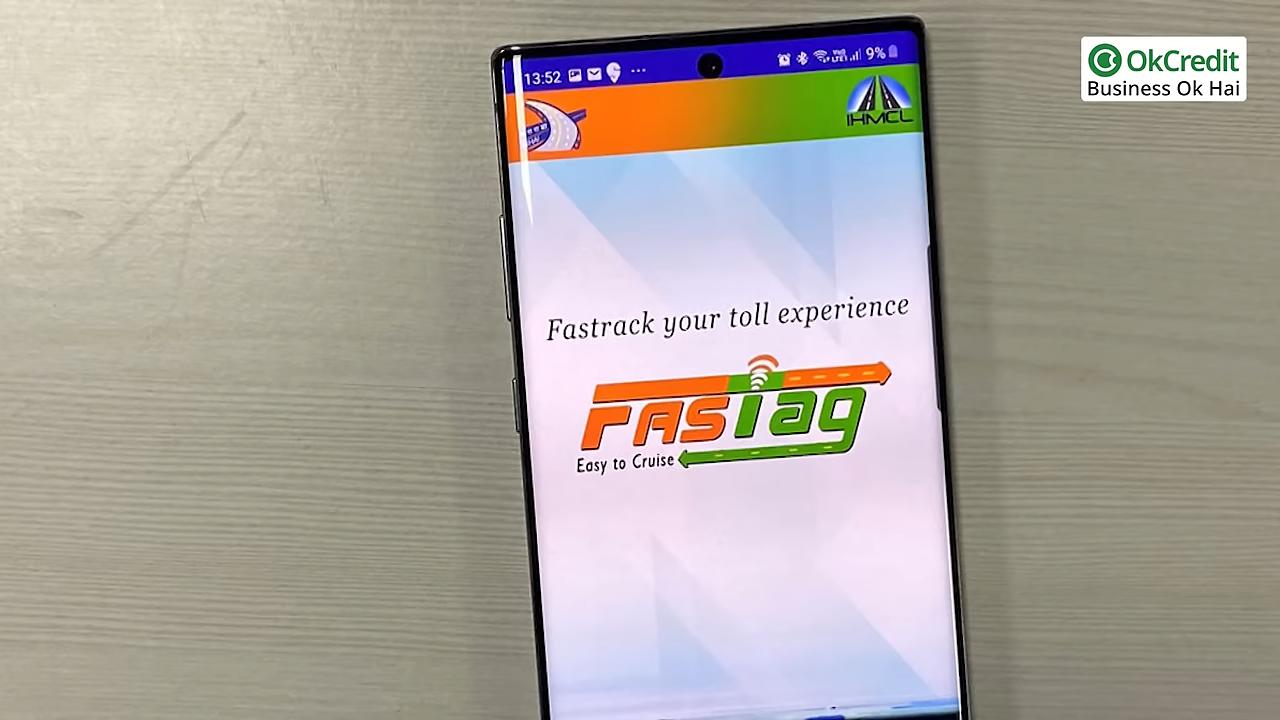 OkCredit
Business Ok Hai
13:52
9%
IHMCL
Fastrack your toll experience
FASTag
Easy to Cruise